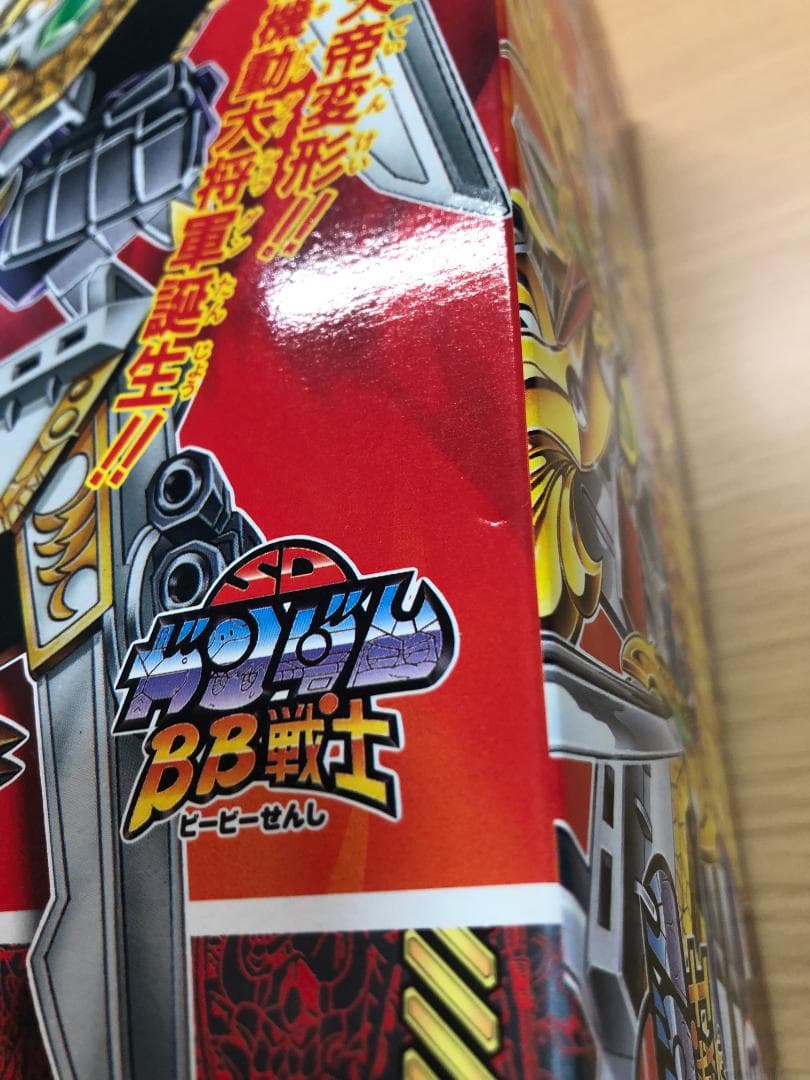 天帝変形!!
機動大将軍誕生!!
SD
ガンダム
BB戦士
ビービーせんし